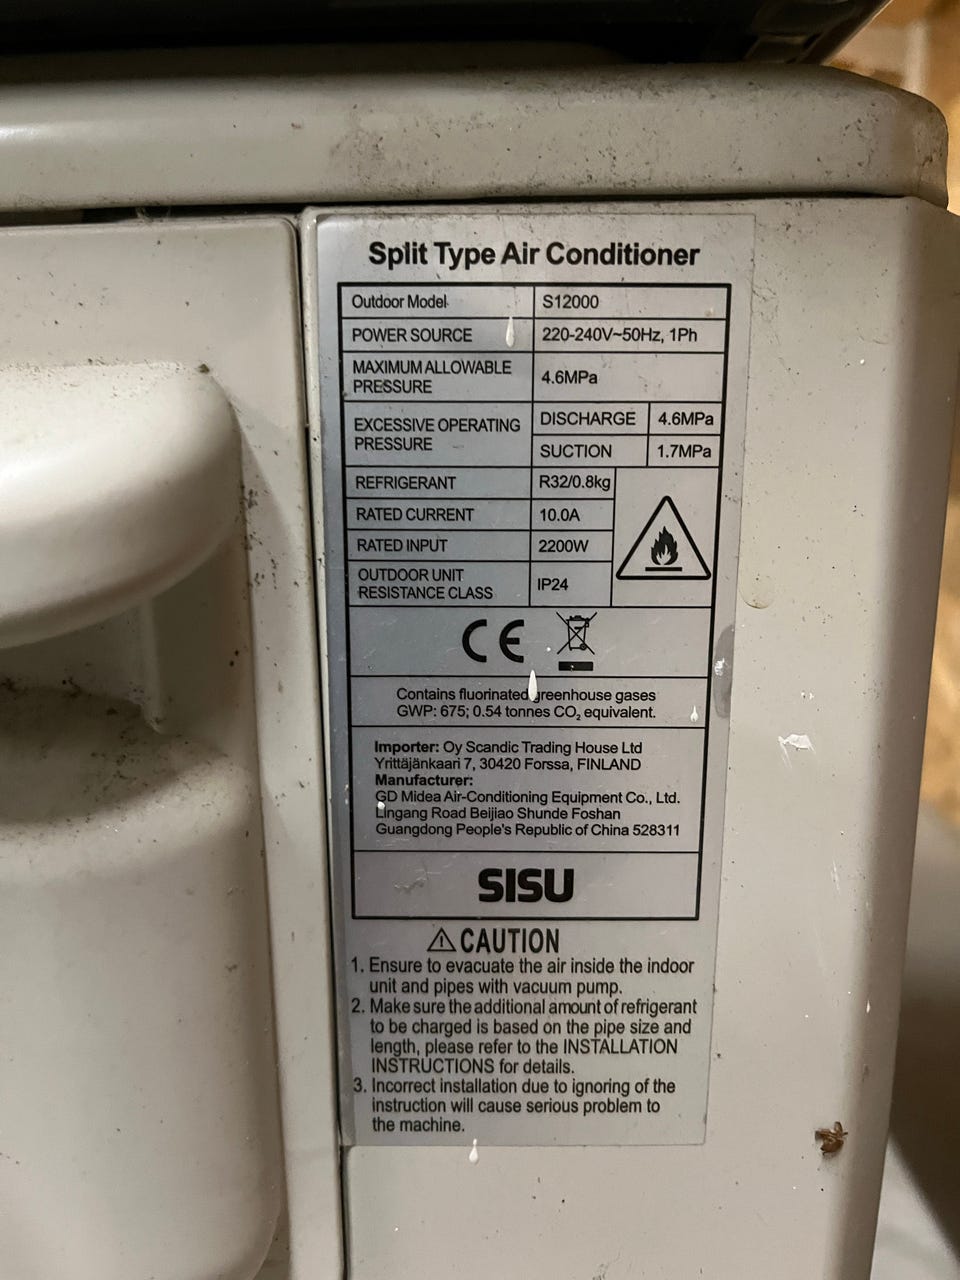 Split Type Air Conditioner
Outdoor Model S12000
POWER SOURCE 220-240V~50Hz, 1Ph
MAXIMUM ALLOWABLE
PRESSURE
4.6MPa
EXCESSIVE OPERATING
PRESSURE
DISCHARGE 4.6MPa
SUCTION 1.7MPa
REFRIGERANT R32/0.8kg
RATED CURRENT 10.0A
RATED INPUT 2200W
OUTDOOR UNIT
RESISTANCE CLASS
IP24
CE
Contains fluorinated greenhouse gases
GWP: 675; 0.54 tonnes CO₂ equivalent.
Importer: Oy Scandic Trading House Ltd
Yrittäjänkaari 7, 30420 Forssa, FINLAND
Manufacturer:
GD Midea Air-Conditioning Equipment Co., Ltd.
Lingang Road Beijiao Shunde Foshan
Guangdong People's Republic of China 528311
SISU
CAUTION
1. Ensure to evacuate the air inside the indoor
unit and pipes with vacuum pump.
2. Make sure the additional amount of refrigerant
to be charged is based on the pipe size and
length, please refer to the INSTALLATION
INSTRUCTIONS for details.
3. Incorrect installation due to ignoring of the
instruction will cause serious problem to
the machine.